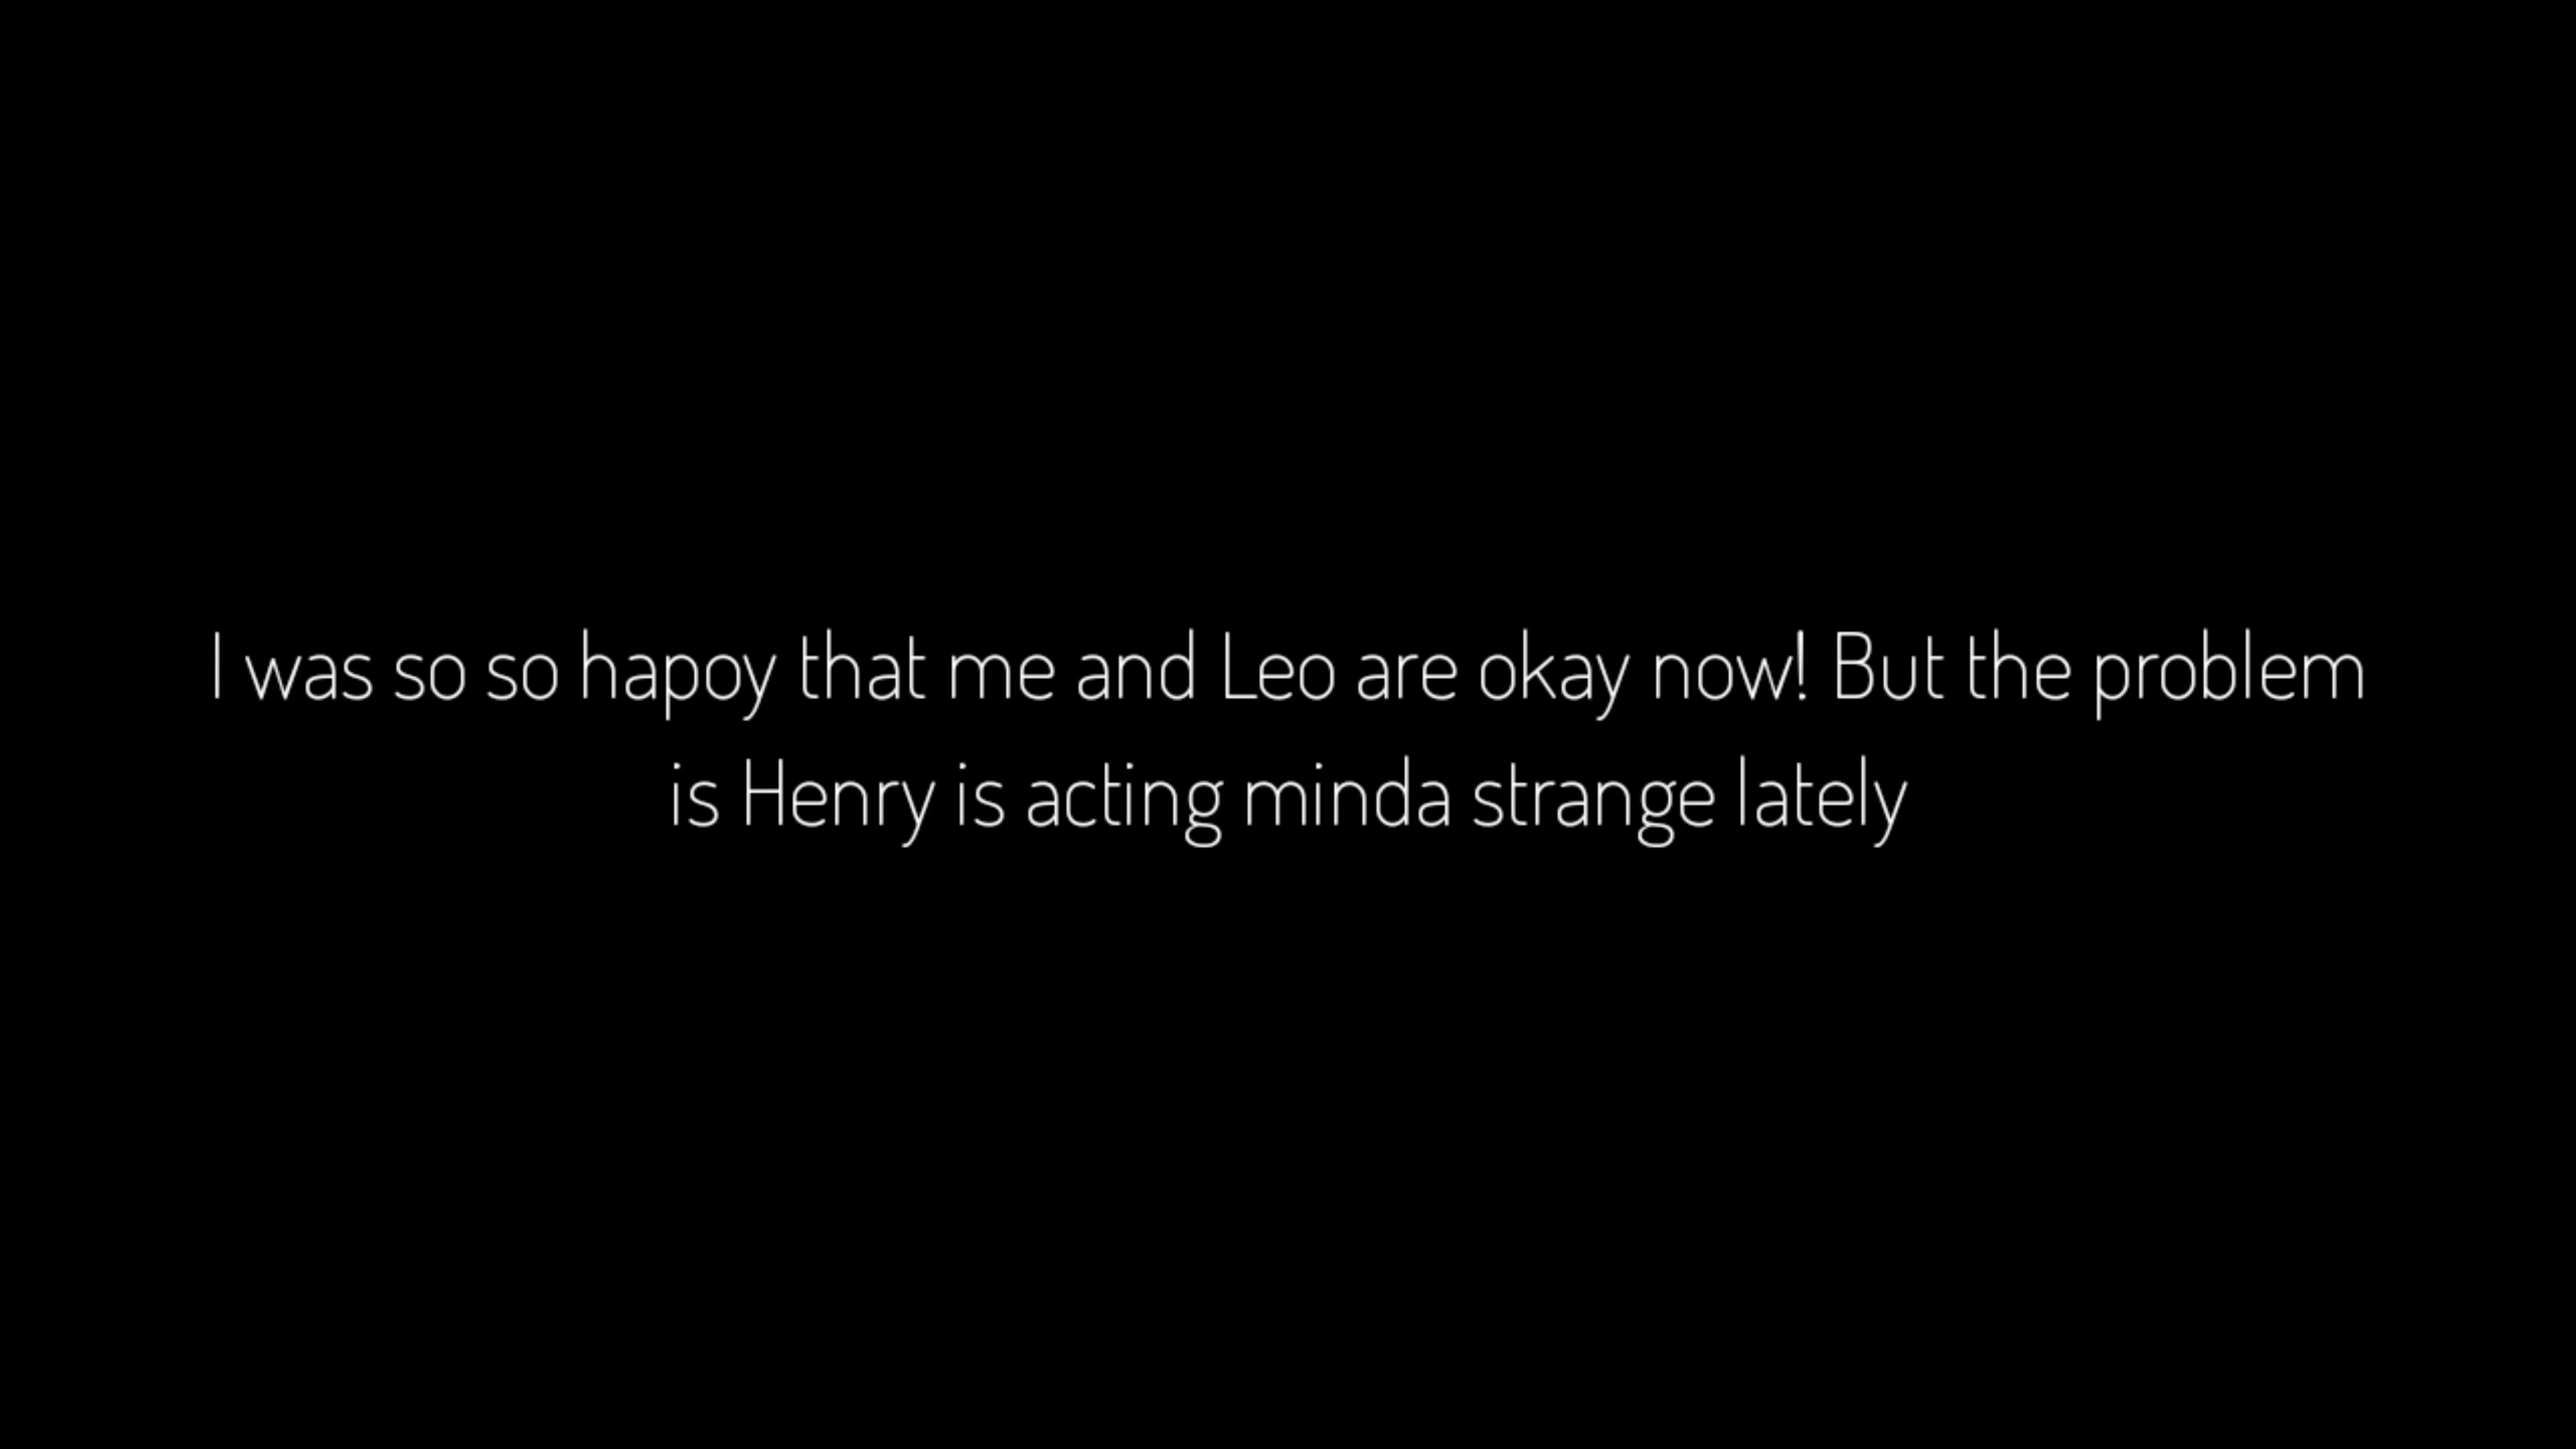 I was so so hapoy that me and Leo are okay now! But the problem
is Henry is acting minda strange lately